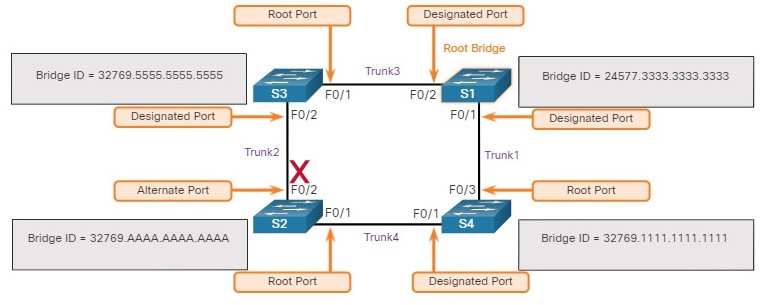 Root Port
Designated Port
Root Bridge
Bridge ID = 32769.5555.5555.5555
Trunk3
Bridge ID = 24577.3333.3333.3333
S3
F0/1
F0/2
S1
Designated Port
F0/2
F0/1
Designated Port
Trunk2
Trunk1
X
Alternate Port
F0/2
F0/3
Root Port
Bridge ID = 32769.AAAA.AAAA.AAAA
S2
F0/1
F0/1
S4
Bridge ID = 32769.1111.1111.1111
Trunk4
Root Port
Designated Port